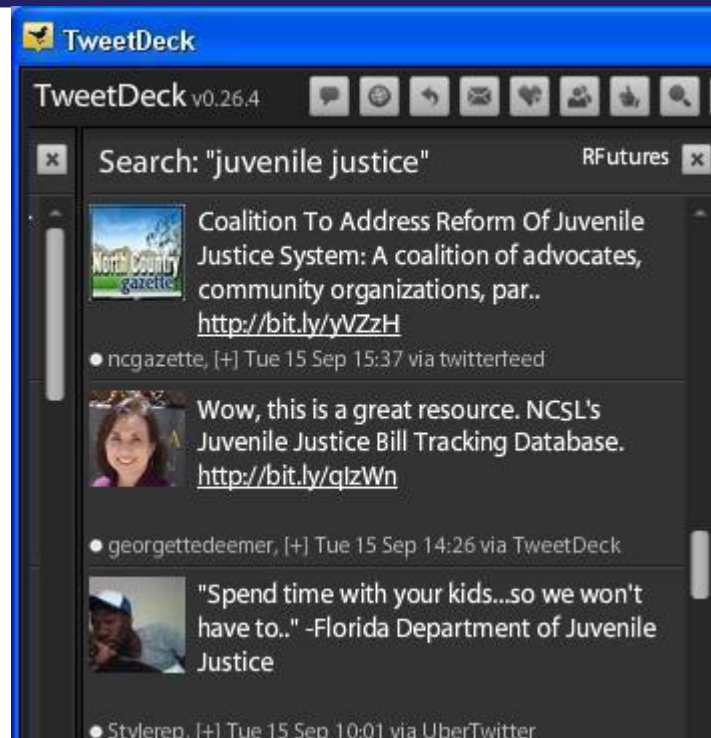 TweetDeck
TweetDeck v0.26.4
Search: "juvenile justice"
RFutures
North County
gazette
Coalition To Address Reform Of Juvenile
Justice System: A coalition of advocates,
community organizations, par..
http://bit.ly/yVZzH
ncgazette, [+] Tue 15 Sep 15:37 via twitterfeed
Wow, this is a great resource. NCSL's
Juvenile Justice Bill Tracking Database.
http://bit.ly/qIzWn
georgettedeemer, [+] Tue 15 Sep 14:26 via TweetDeck
"Spend time with your kids...so we won't
have to.." -Florida Department of Juvenile
Justice
Stylerep, [+] Tue 15 Sep 10:01 via UberTwitter